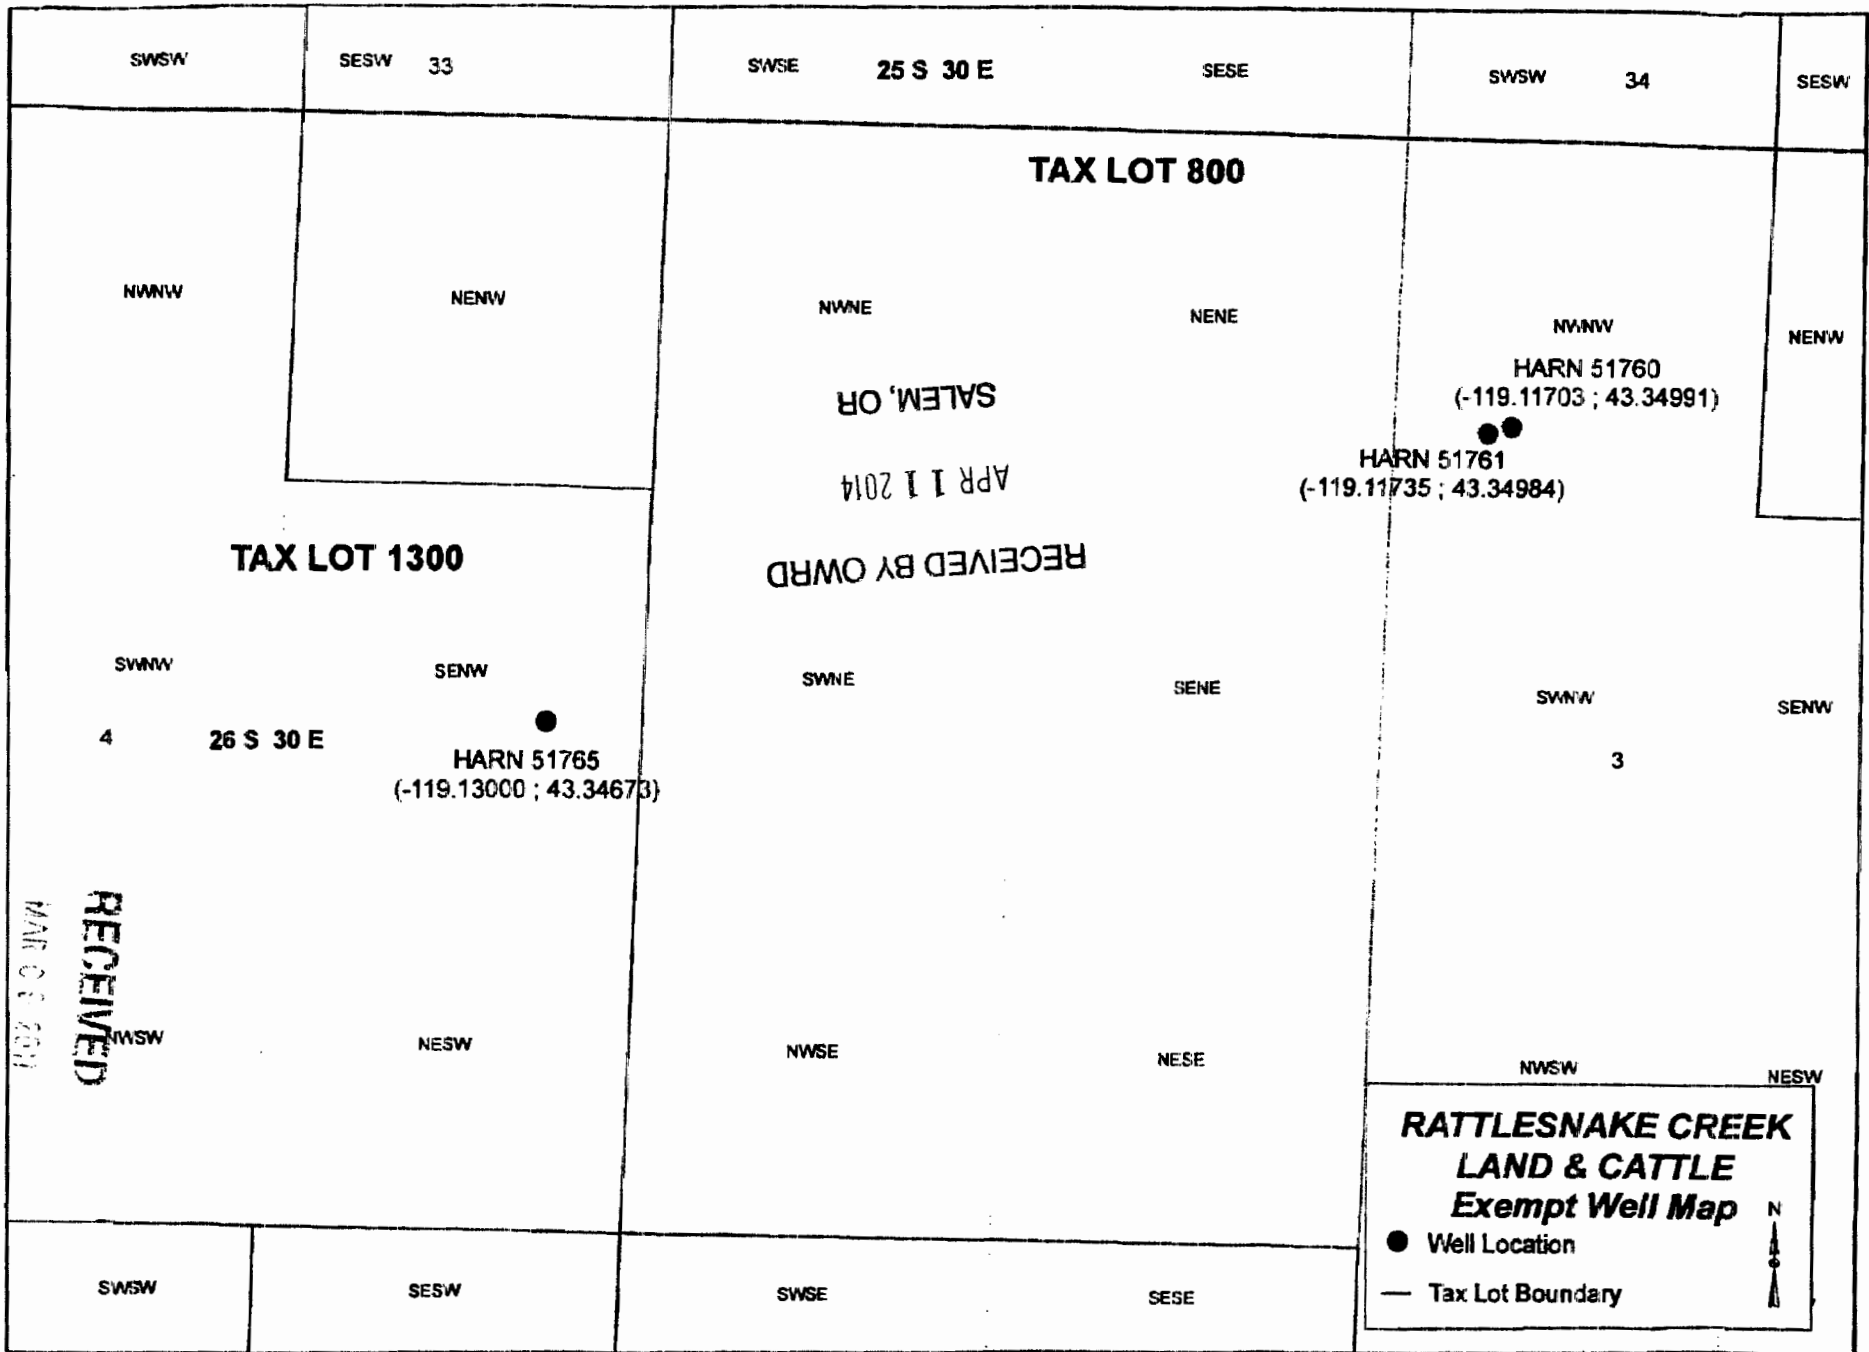 SWSW SESW 33 SWSE 25 S 30 E SESE SWSW 34 SESW
TAX LOT 800
NWNW NENW NWNE NENE NWNW NENW
HARN 51760
(-119.11703 ; 43.34991)
HARN 51761
(-119.11735 ; 43.34984)
SALEM, OR
APR 11 2014
RECEIVED BY OWRD
TAX LOT 1300
SWNW SENW SWNE SENE SWNW SENW
4 26 S 30 E
HARN 51765
(-119.13000 ; 43.34673)
3
RECEIVED
MAR
NWSW NESW NWSE NESE NWSW NESW
RATTLESNAKE CREEK
LAND & CATTLE
Exempt Well Map
N
Well Location
Tax Lot Boundary
SWSW SESW SWSE SESE